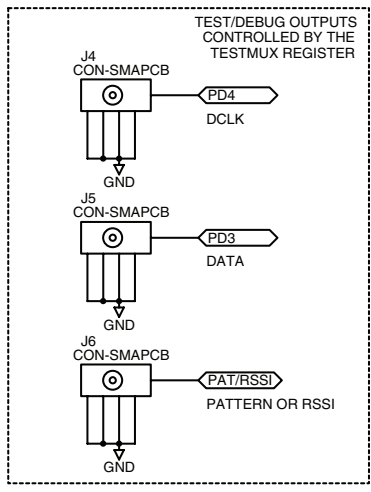 TEST/DEBUG OUTPUTS
CONTROLLED BY THE
TESTMUX REGISTER
J4
CON-SMAPCB
PD4
DCLK
GND
J5
CON-SMAPCB
PD3
DATA
GND
J6
CON-SMAPCB
PAT/RSSI
PATTERN OR RSSI
GND